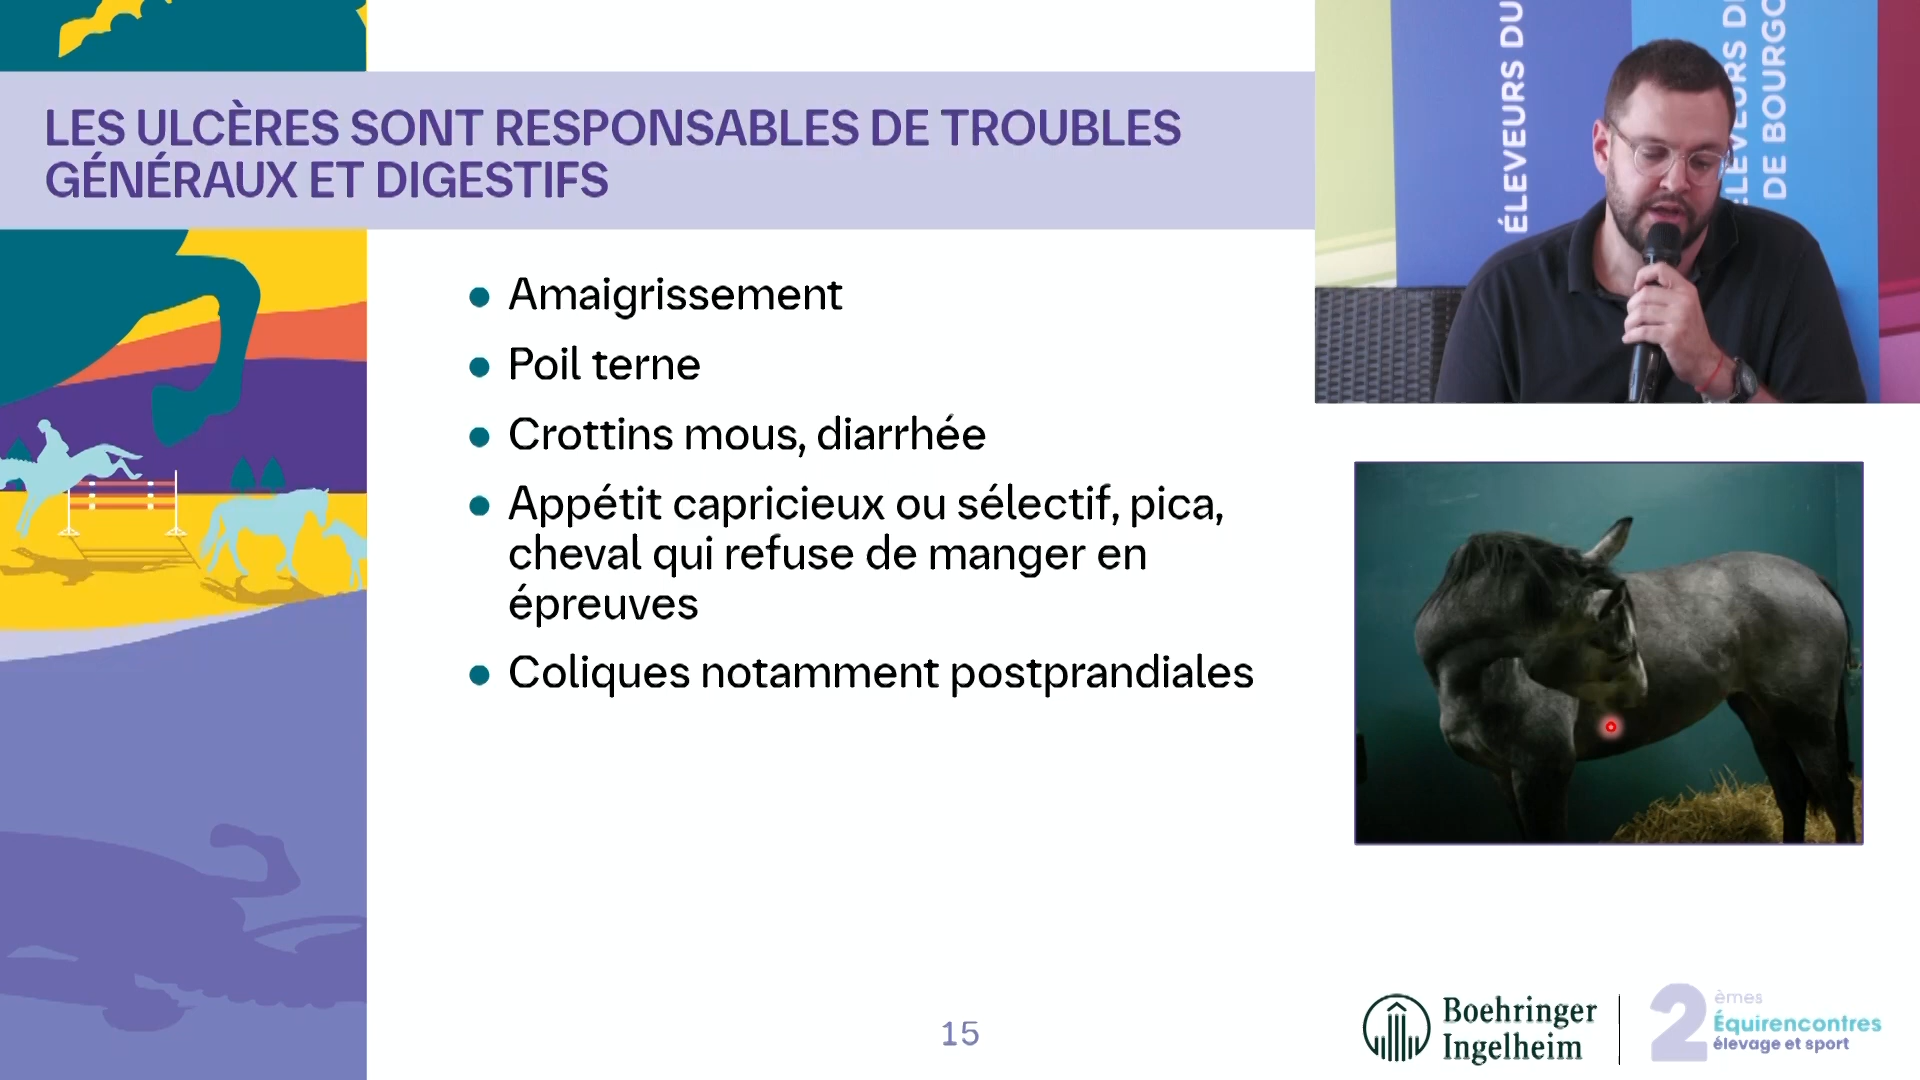 LES ULCÈRES SONT RESPONSABLES DE TROUBLES
GÉNÉRAUX ET DIGESTIFS
ÉLEVEURS DU
DE BOURGO
Amaigrissement
Poil terne
Crottins mous, diarrhée
Appétit capricieux ou sélectif, pica,
cheval qui refuse de manger en
épreuves
Coliques notamment postprandiales
15
Boehringer
Ingelheim
2èmes
Équirencontres
élevage et sport